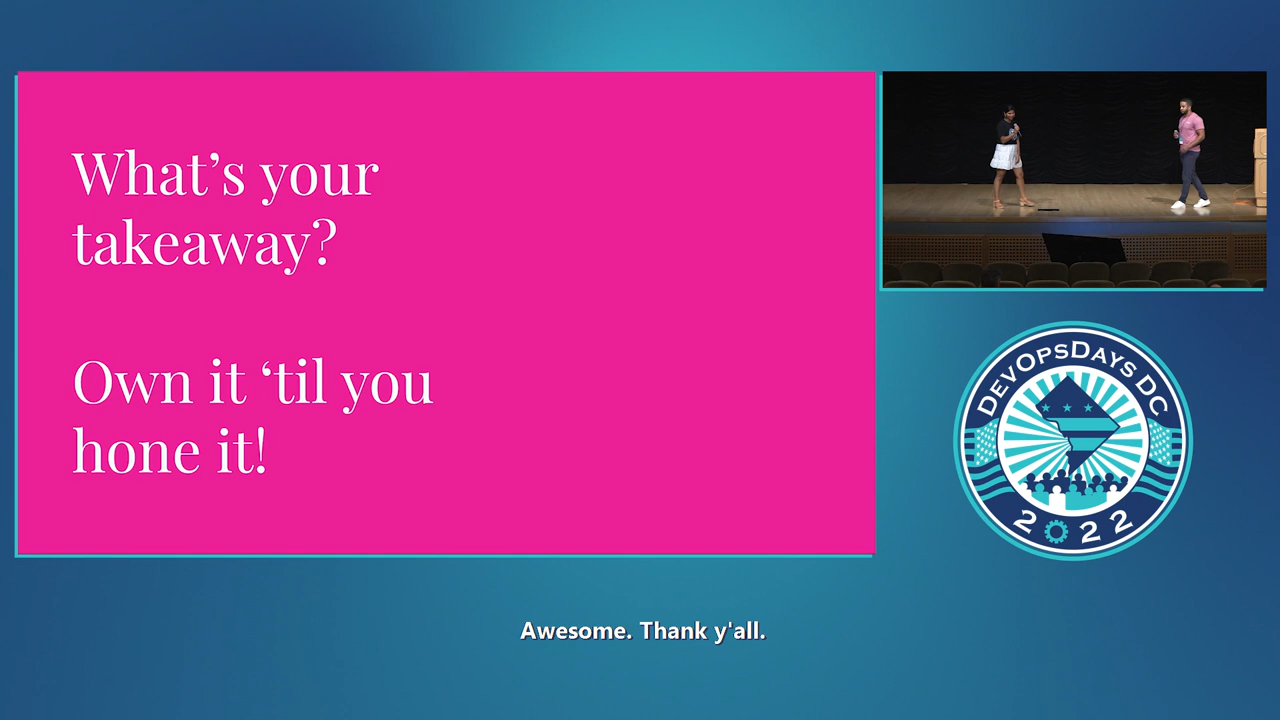 What’s your
takeaway?
Own it ‘til you
hone it!
DevOpsDays DC
2022
Awesome. Thank y'all.